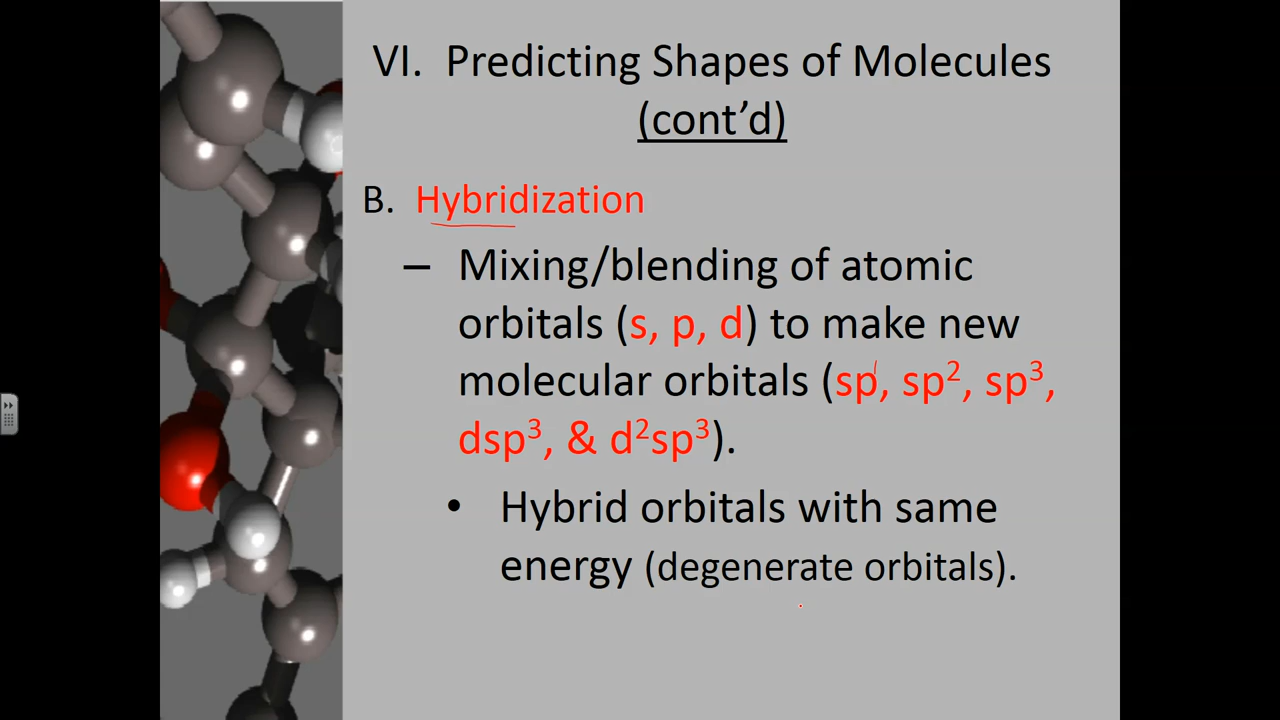 VI. Predicting Shapes of Molecules
(cont’d)
B. Hybridization
– Mixing/blending of atomic
orbitals (s, p, d) to make new
molecular orbitals (sp, sp², sp³,
dsp³, & d²sp³).
• Hybrid orbitals with same
energy (degenerate orbitals).